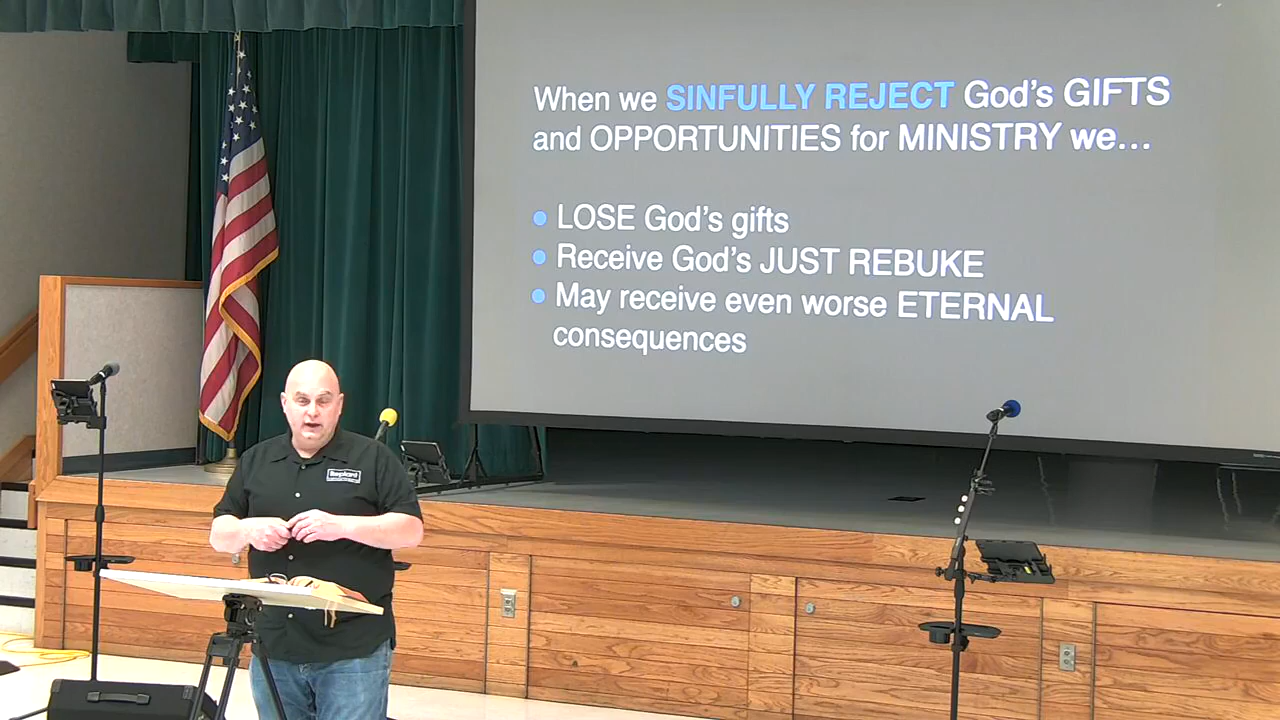 When we SINFULLY REJECT God's GIFTS
and OPPORTUNITIES for MINISTRY we...
• LOSE God's gifts
• Receive God's JUST REBUKE
• May receive even worse ETERNAL
consequences